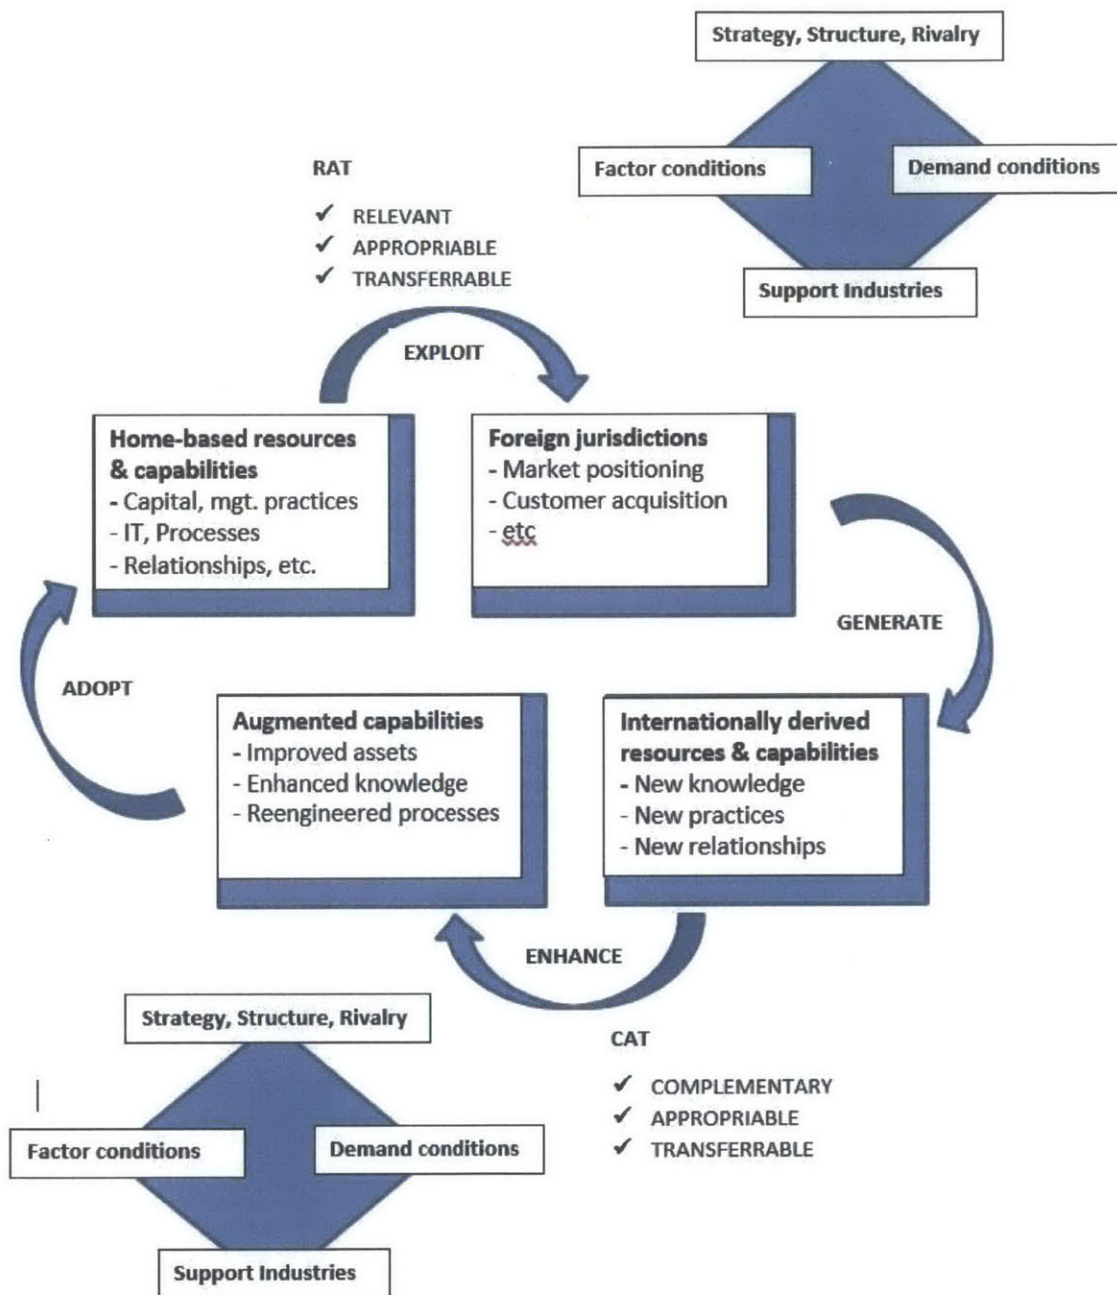 Strategy, Structure, Rivalry
Factor conditions
Demand conditions
Support Industries
RAT
✓ RELEVANT
✓ APPROPRIABLE
✓ TRANSFERRABLE
EXPLOIT
Home-based resources
& capabilities
- Capital, mgt. practices
- IT, Processes
- Relationships, etc.
Foreign jurisdictions
- Market positioning
- Customer acquisition
- etc
GENERATE
ADOPT
Augmented capabilities
- Improved assets
- Enhanced knowledge
- Reengineered processes
Internationally derived
resources & capabilities
- New knowledge
- New practices
- New relationships
ENHANCE
CAT
✓ COMPLEMENTARY
✓ APPROPRIABLE
✓ TRANSFERRABLE
Strategy, Structure, Rivalry
Factor conditions
Demand conditions
Support Industries